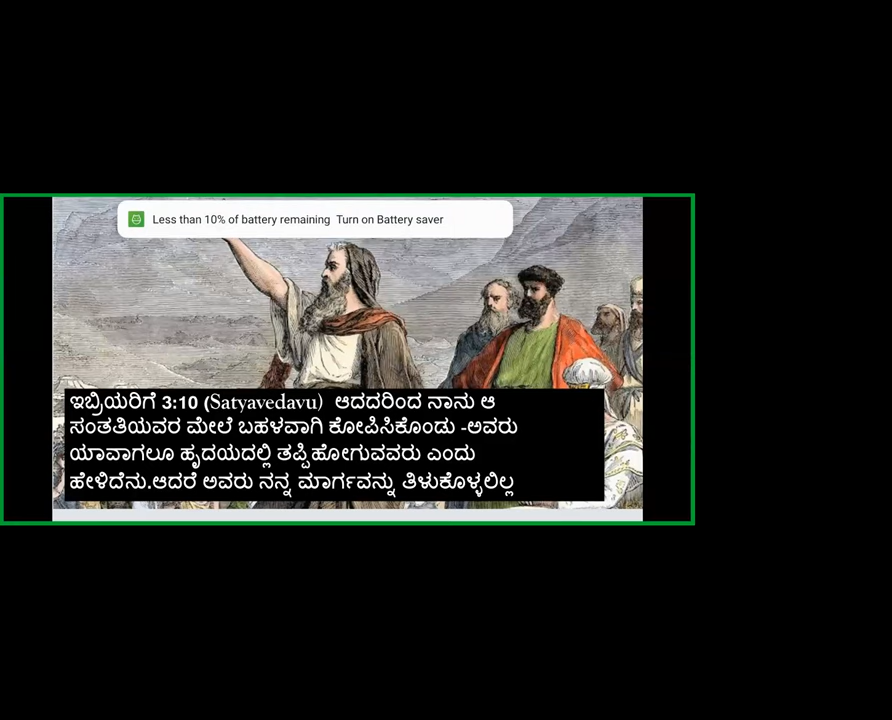 Less than 10% of battery remaining Turn on Battery saver
ಇಬ್ರಿಯರಿಗೆ 3:10 (Satyavedavu) ಆದದರಿಂದ ನಾನು ಆ
ಸಂತತಿಯವರ ಮೇಲೆ ಬಹಳವಾಗಿ ಕೋಪಿಸಿಕೊಂಡು -ಅವರು
ಯಾವಾಗಲೂ ಹೃದಯದಲ್ಲಿ ತಪ್ಪಿಹೋಗುವವರು ಎಂದು
ಹೇಳಿದೆನು.ಆದರೆ ಅವರು ನನ್ನ ಮಾರ್ಗವನ್ನು ತಿಳುಕೊಳ್ಳಲಿಲ್ಲ